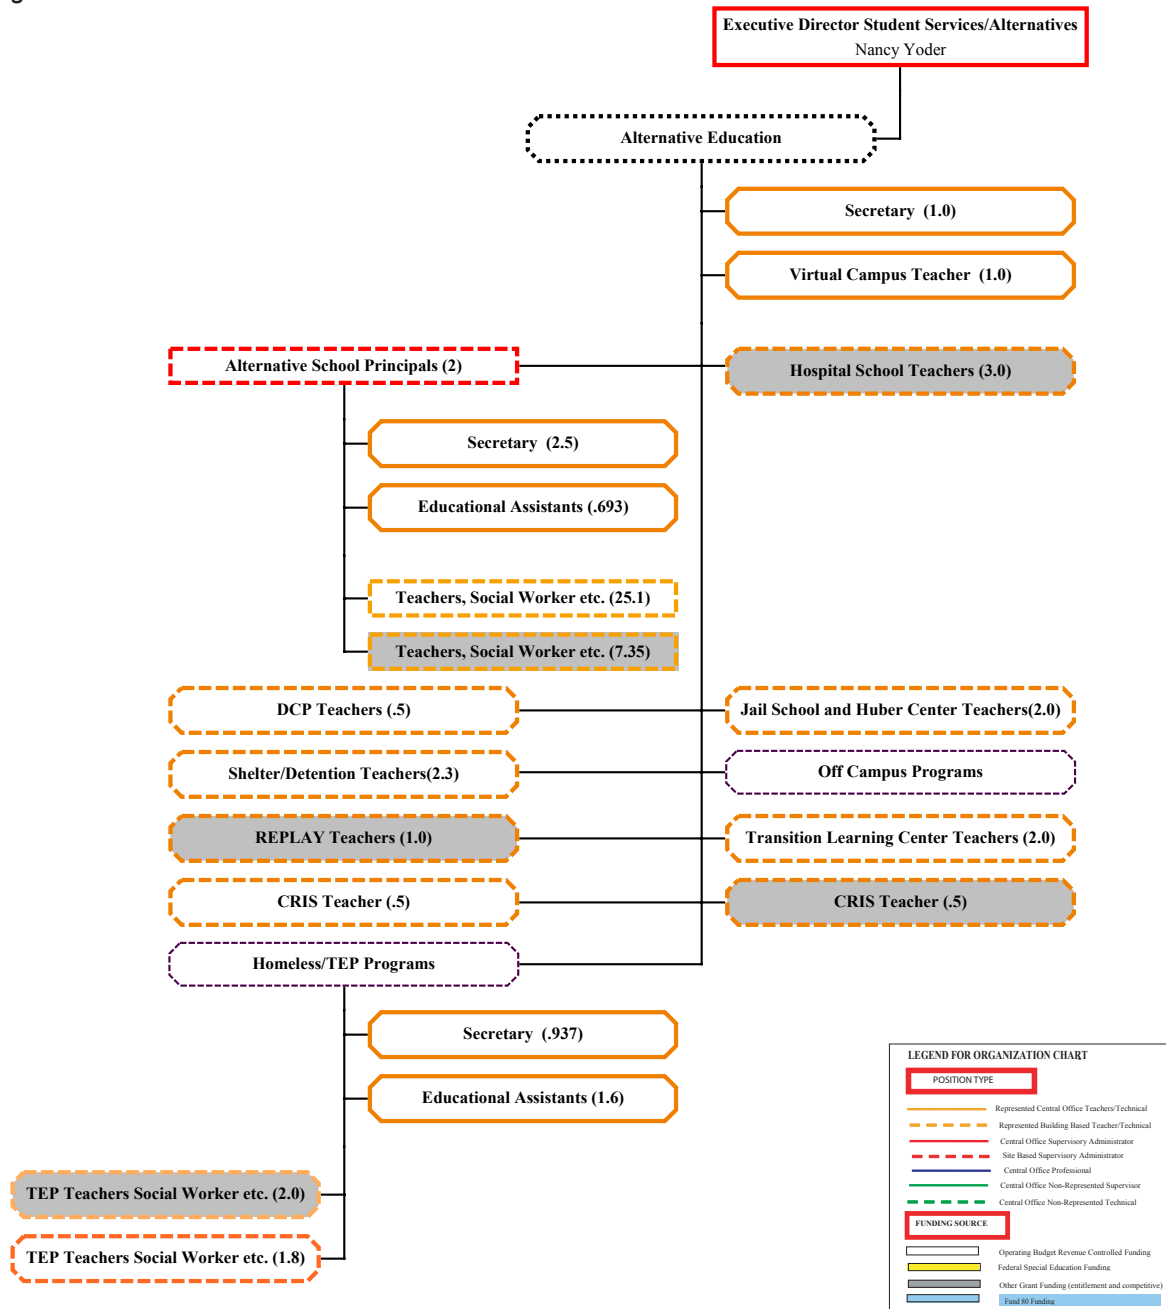 Executive Director Student Services/Alternatives
Nancy Yoder
Alternative Education
Secretary (1.0)
Virtual Campus Teacher (1.0)
Alternative School Principals (2)
Hospital School Teachers (3.0)
Secretary (2.5)
Educational Assistants (.693)
Teachers, Social Worker etc. (25.1)
Teachers, Social Worker etc. (7.35)
DCP Teachers (.5)
Jail School and Huber Center Teachers(2.0)
Shelter/Detention Teachers(2.3)
Off Campus Programs
REPLAY Teachers (1.0)
Transition Learning Center Teachers (2.0)
CRIS Teacher (.5)
CRIS Teacher (.5)
Homeless/TEP Programs
Secretary (.937)
Educational Assistants (1.6)
TEP Teachers Social Worker etc. (2.0)
TEP Teachers Social Worker etc. (1.8)
LEGEND FOR ORGANIZATION CHART
POSITION TYPE
Represented Central Office Teachers/Technical
Represented Building Based Teacher/Technical
Central Office Supervisory Administrator
Site Based Supervisory Administrator
Central Office Professional
Central Office Non-Represented Supervisor
Central Office Non-Represented Technical
FUNDING SOURCE
Operating Budget Revenue Controlled Funding
Federal Special Education Funding
Other Grant Funding (entitlement and competitive)
Fund 80 Funding